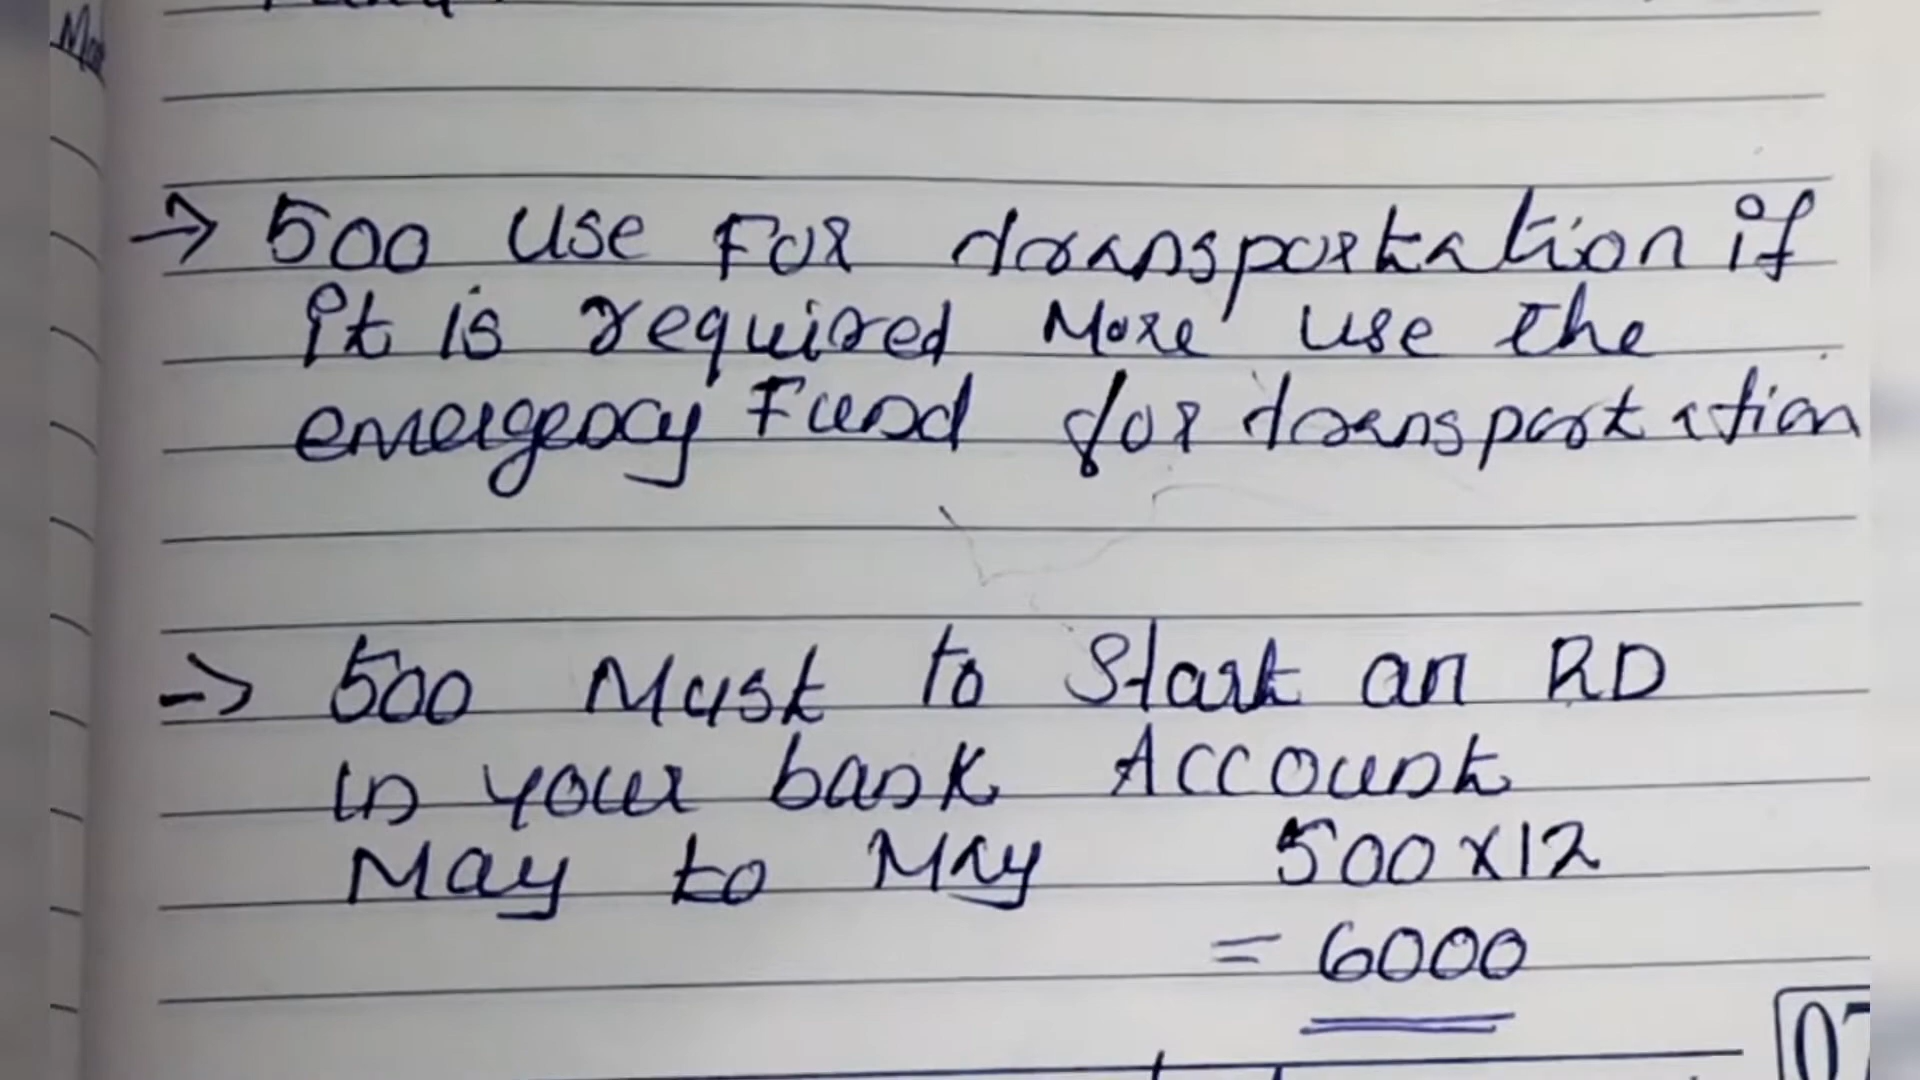 → 500 Use For transportation if
it is required More use the
emergency Fund for transportation
→ 500 Must to Start an RD
in your bank Account
May to May 500x12
= 6000
07